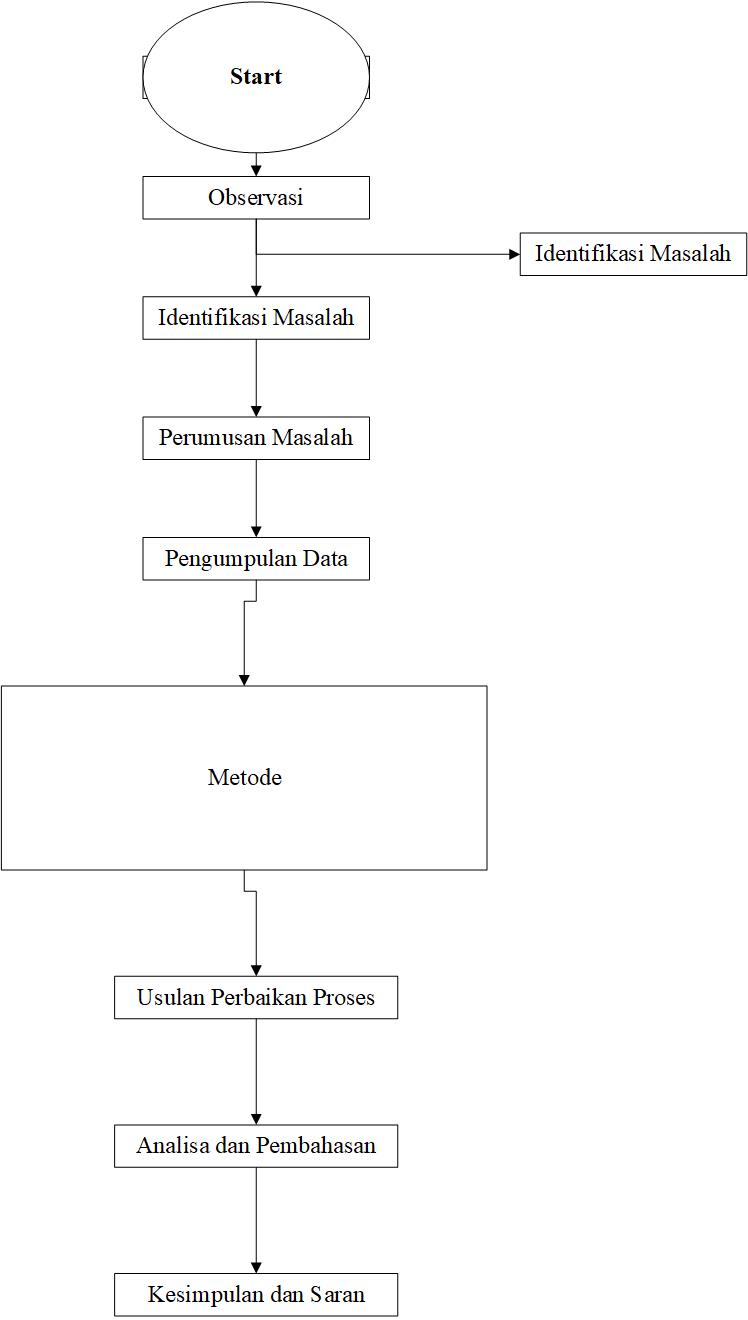 Start
Observasi
Identifikasi Masalah
Identifikasi Masalah
Perumusan Masalah
Pengumpulan Data
Metode
Usulan Perbaikan Proses
Analisa dan Pembahasan
Kesimpulan dan Saran